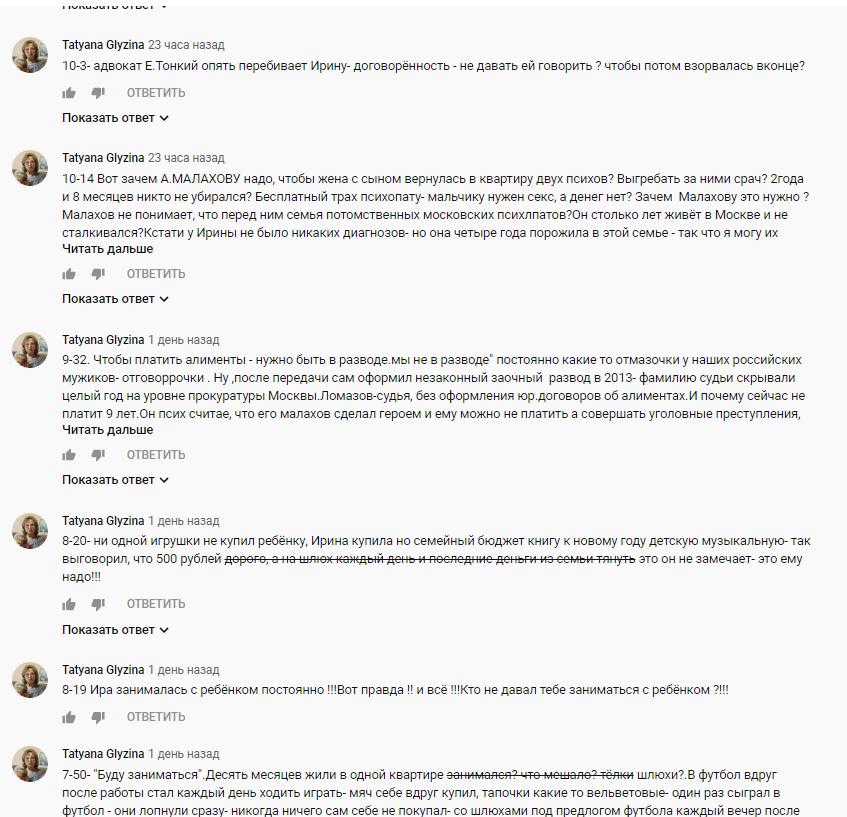 Показать ответ
Tatyana Glyzina 23 часа назад
10-3- адвокат Е.Тонкий опять перебивает Ирину- договорённость - не давать ей говорить ? чтобы потом взорвалась вконце?
ОТВЕТИТЬ
Показать ответ
Tatyana Glyzina 23 часа назад
10-14 Вот зачем А.МАЛАХОВУ надо, чтобы жена с сыном вернулась в квартиру двух психов? Выгребать за ними срач? 2года
и 8 месяцев никто не убирался? Бесплатный трах психопату- мальчику нужен секс, а денег нет? Зачем Малахову это нужно ?
Малахов не понимает, что перед ним семья потомственных московских психлпатов?Он столько лет живёт в Москве и не
сталкивался?Кстати у Ирины не было никаких диагнозов- но она четыре года порожила в этой семье - так что я могу их
Читать дальше
ОТВЕТИТЬ
Показать ответ
Tatyana Glyzina 1 день назад
9-32. Чтобы платить алименты - нужно быть в разводе.мы не в разводе" постоянно какие то отмазочки у наших российских
мужиков- отговоррочки . Ну ,после передачи сам оформил незаконный заочный развод в 2013- фамилию судьи скрывали
целый год на уровне прокуратуры Москвы.Ломазов-судья, без оформления юр.договоров об алиментах.И почему сейчас не
платит 9 лет.Он псих считае, что его малахов сделал героем и ему можно не платить а совершать уголовные преступления,
Читать дальше
ОТВЕТИТЬ
Показать ответ
Tatyana Glyzina 1 день назад
8-20- ни одной игрушки не купил ребёнку, Ирина купила но семейный бюджет книгу к новому году детскую музыкальную- так
выговорил, что 500 рублей дорого, а на шлюх каждый день и последние деньги из семьи тянуть это он не замечает- это ему
надо!!!
ОТВЕТИТЬ
Показать ответ
Tatyana Glyzina 1 день назад
8-19 Ира занималась с ребёнком постоянно !!!Вот правда !! и всё !!!Кто не давал тебе заниматься с ребёнком ?!!!
ОТВЕТИТЬ
Tatyana Glyzina 1 день назад
7-50- "Буду заниматься".Десять месяцев жили в одной квартире занимался? что мешало? тёлки шлюхи?.В футбол вдруг
после работы стал каждый день ходить играть- мяч себе вдруг купил, тапочки какие то вельветовые- один раз сыграл в
футбол - они лопнули сразу- никогда ничего сам себе не покупал- со шлюхами под предлогом футбола каждый вечер после